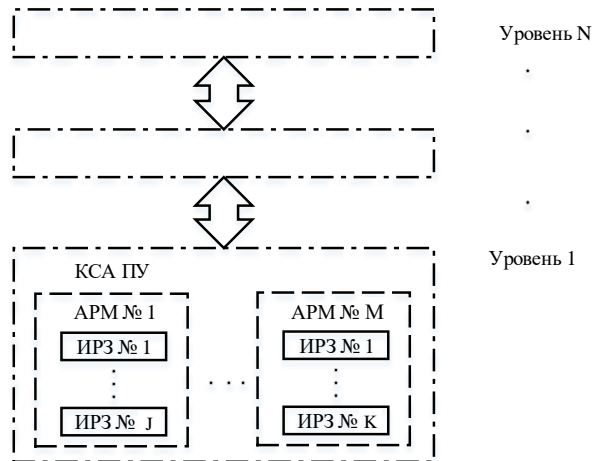 Уровень N
Уровень 1
КСА ПУ
АРМ № 1
АРМ № М
ИРЗ № 1
ИРЗ № 1
. . .
ИРЗ № J
ИРЗ № K